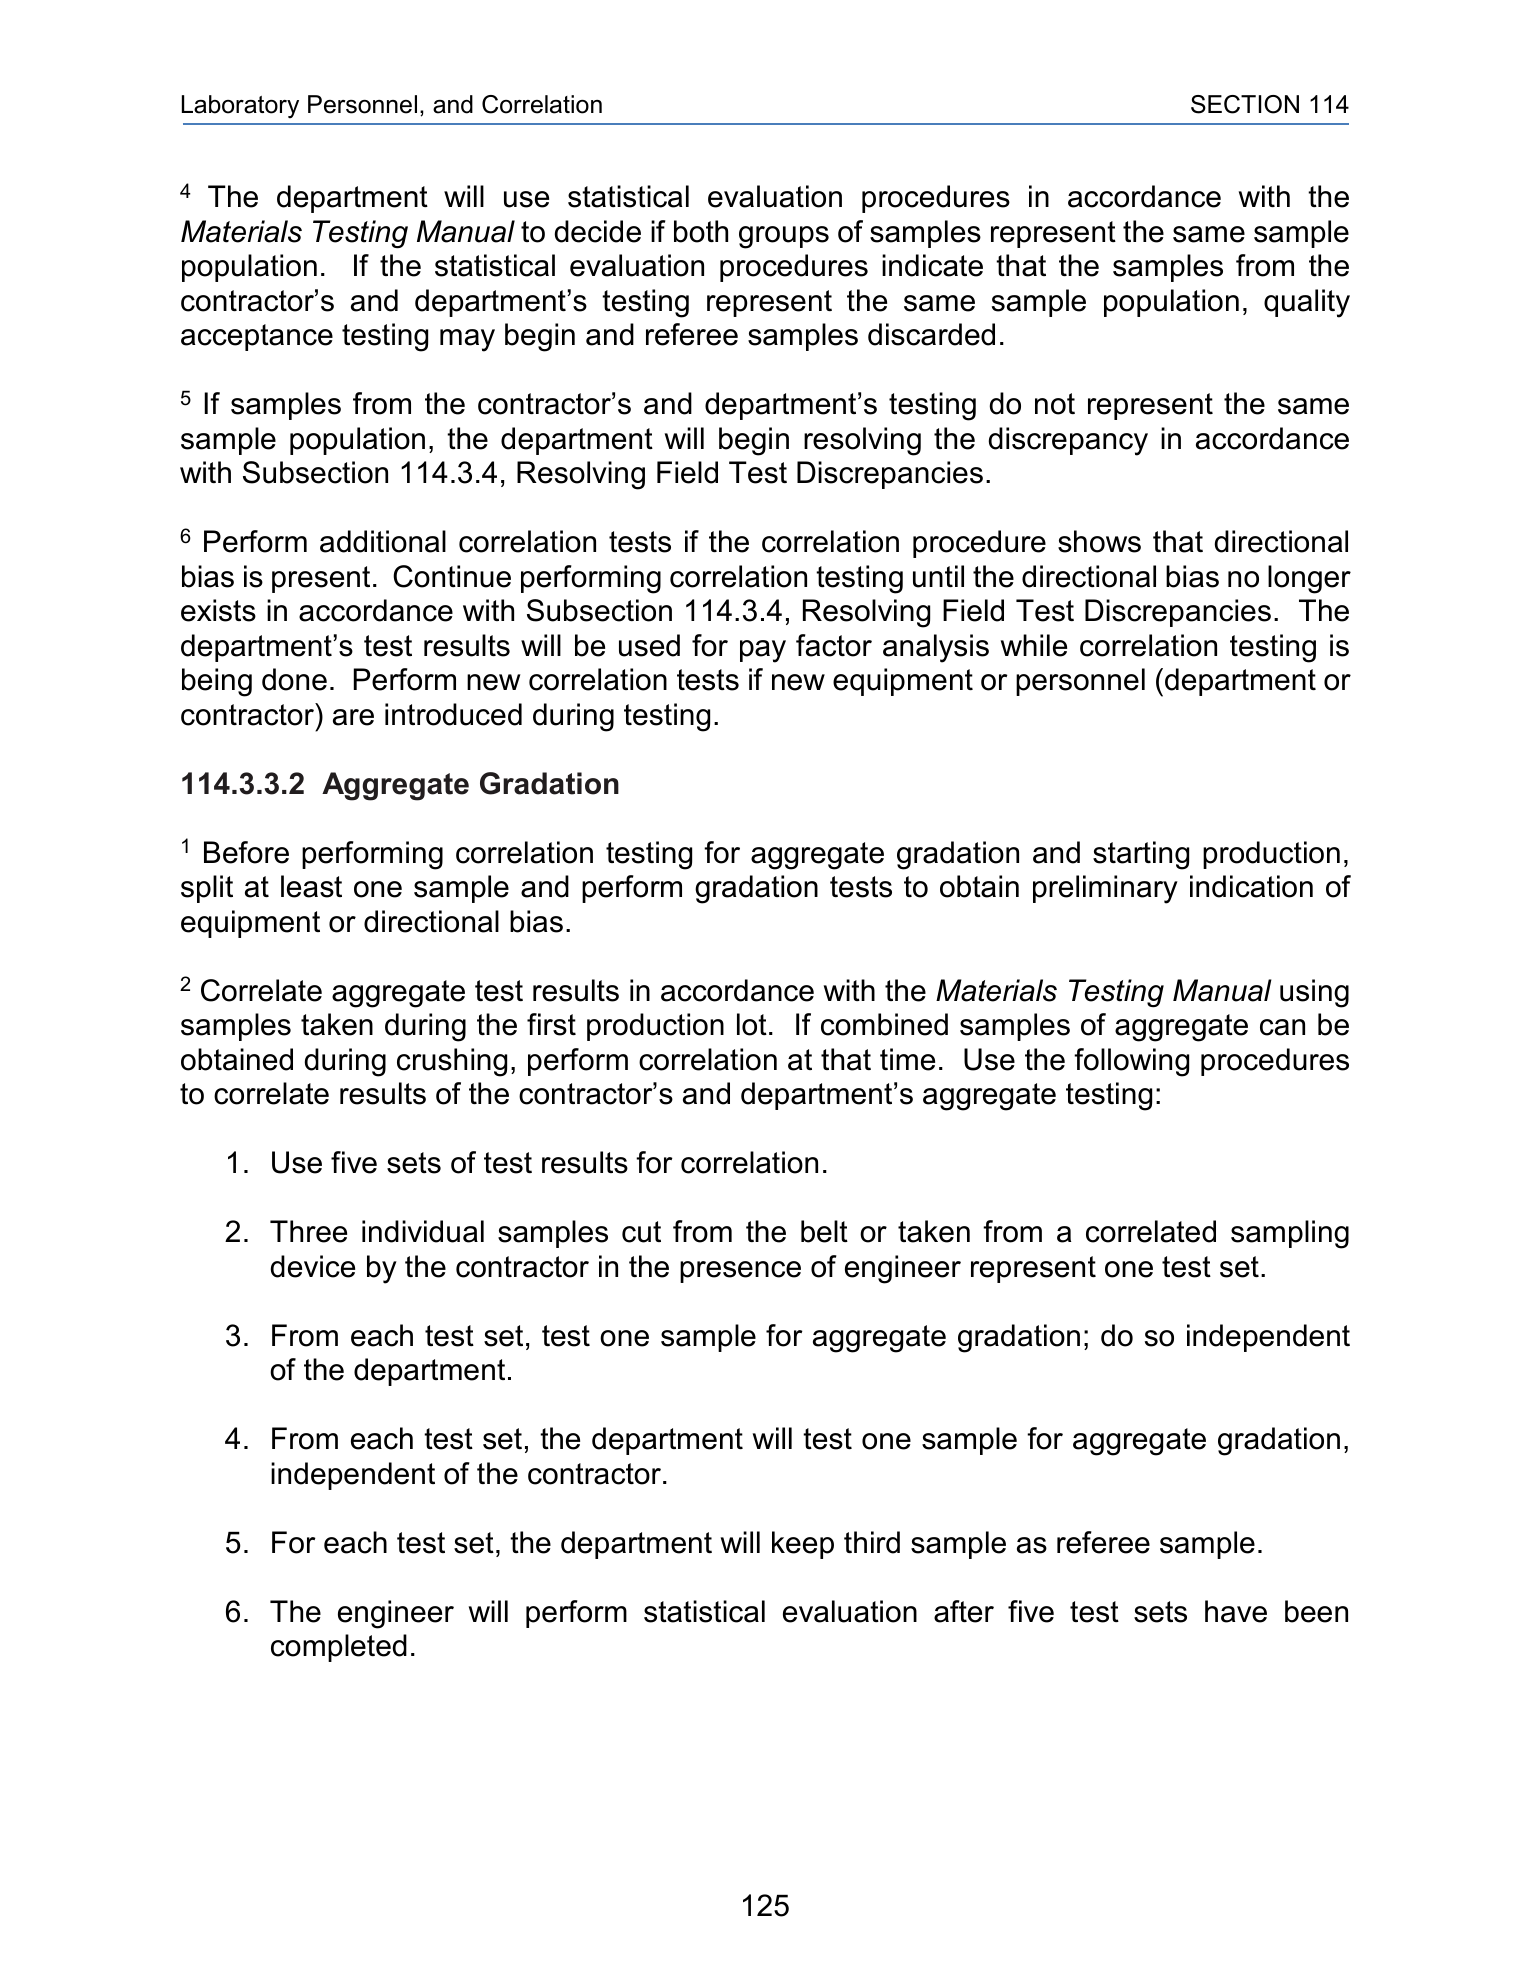 Laboratory Personnel, and Correlation SECTION 114
4 The department will use statistical evaluation procedures in accordance with the
Materials Testing Manual to decide if both groups of samples represent the same sample
population. If the statistical evaluation procedures indicate that the samples from the
contractor’s and department’s testing represent the same sample population, quality
acceptance testing may begin and referee samples discarded.
5 If samples from the contractor’s and department’s testing do not represent the same
sample population, the department will begin resolving the discrepancy in accordance
with Subsection 114.3.4, Resolving Field Test Discrepancies.
6 Perform additional correlation tests if the correlation procedure shows that directional
bias is present. Continue performing correlation testing until the directional bias no longer
exists in accordance with Subsection 114.3.4, Resolving Field Test Discrepancies. The
department’s test results will be used for pay factor analysis while correlation testing is
being done. Perform new correlation tests if new equipment or personnel (department or
contractor) are introduced during testing.
114.3.3.2 Aggregate Gradation
1 Before performing correlation testing for aggregate gradation and starting production,
split at least one sample and perform gradation tests to obtain preliminary indication of
equipment or directional bias.
2 Correlate aggregate test results in accordance with the Materials Testing Manual using
samples taken during the first production lot. If combined samples of aggregate can be
obtained during crushing, perform correlation at that time. Use the following procedures
to correlate results of the contractor’s and department’s aggregate testing:
1. Use five sets of test results for correlation.
2. Three individual samples cut from the belt or taken from a correlated sampling
device by the contractor in the presence of engineer represent one test set.
3. From each test set, test one sample for aggregate gradation; do so independent
of the department.
4. From each test set, the department will test one sample for aggregate gradation,
independent of the contractor.
5. For each test set, the department will keep third sample as referee sample.
6. The engineer will perform statistical evaluation after five test sets have been
completed.
125